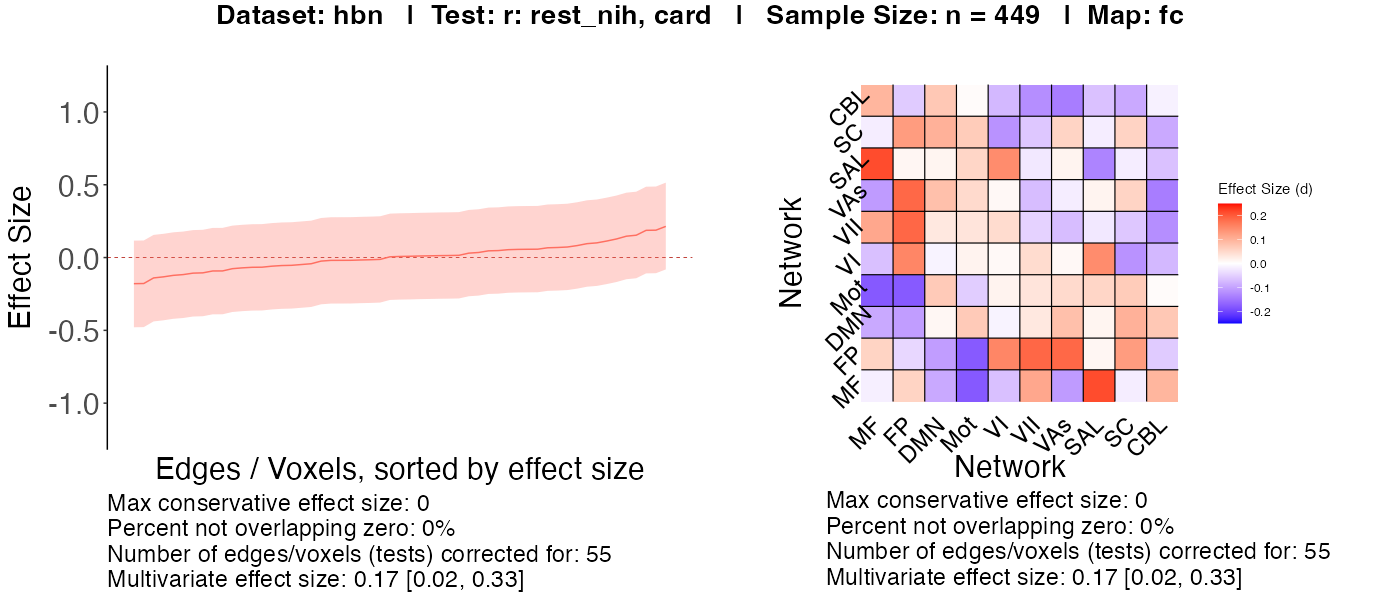 Dataset: hbn | Test: r: rest_nih, card | Sample Size: n = 449 | Map: fc
1.0
0.5
0.0
-0.5
-1.0
Effect Size
Edges / Voxels, sorted by effect size
Max conservative effect size: 0
Percent not overlapping zero: 0%
Number of edges/voxels (tests) corrected for: 55
Multivariate effect size: 0.17 [0.02, 0.33]
Network
CBL
SC
SAL
VAs
VII
VI
Mot
DMN
FP
MF
MF FP DMN Mot VI VII VAs SAL SC CBL
Network
Effect Size (d)
0.2
0.1
0.0
-0.1
-0.2
Max conservative effect size: 0
Percent not overlapping zero: 0%
Number of edges/voxels (tests) corrected for: 55
Multivariate effect size: 0.17 [0.02, 0.33]